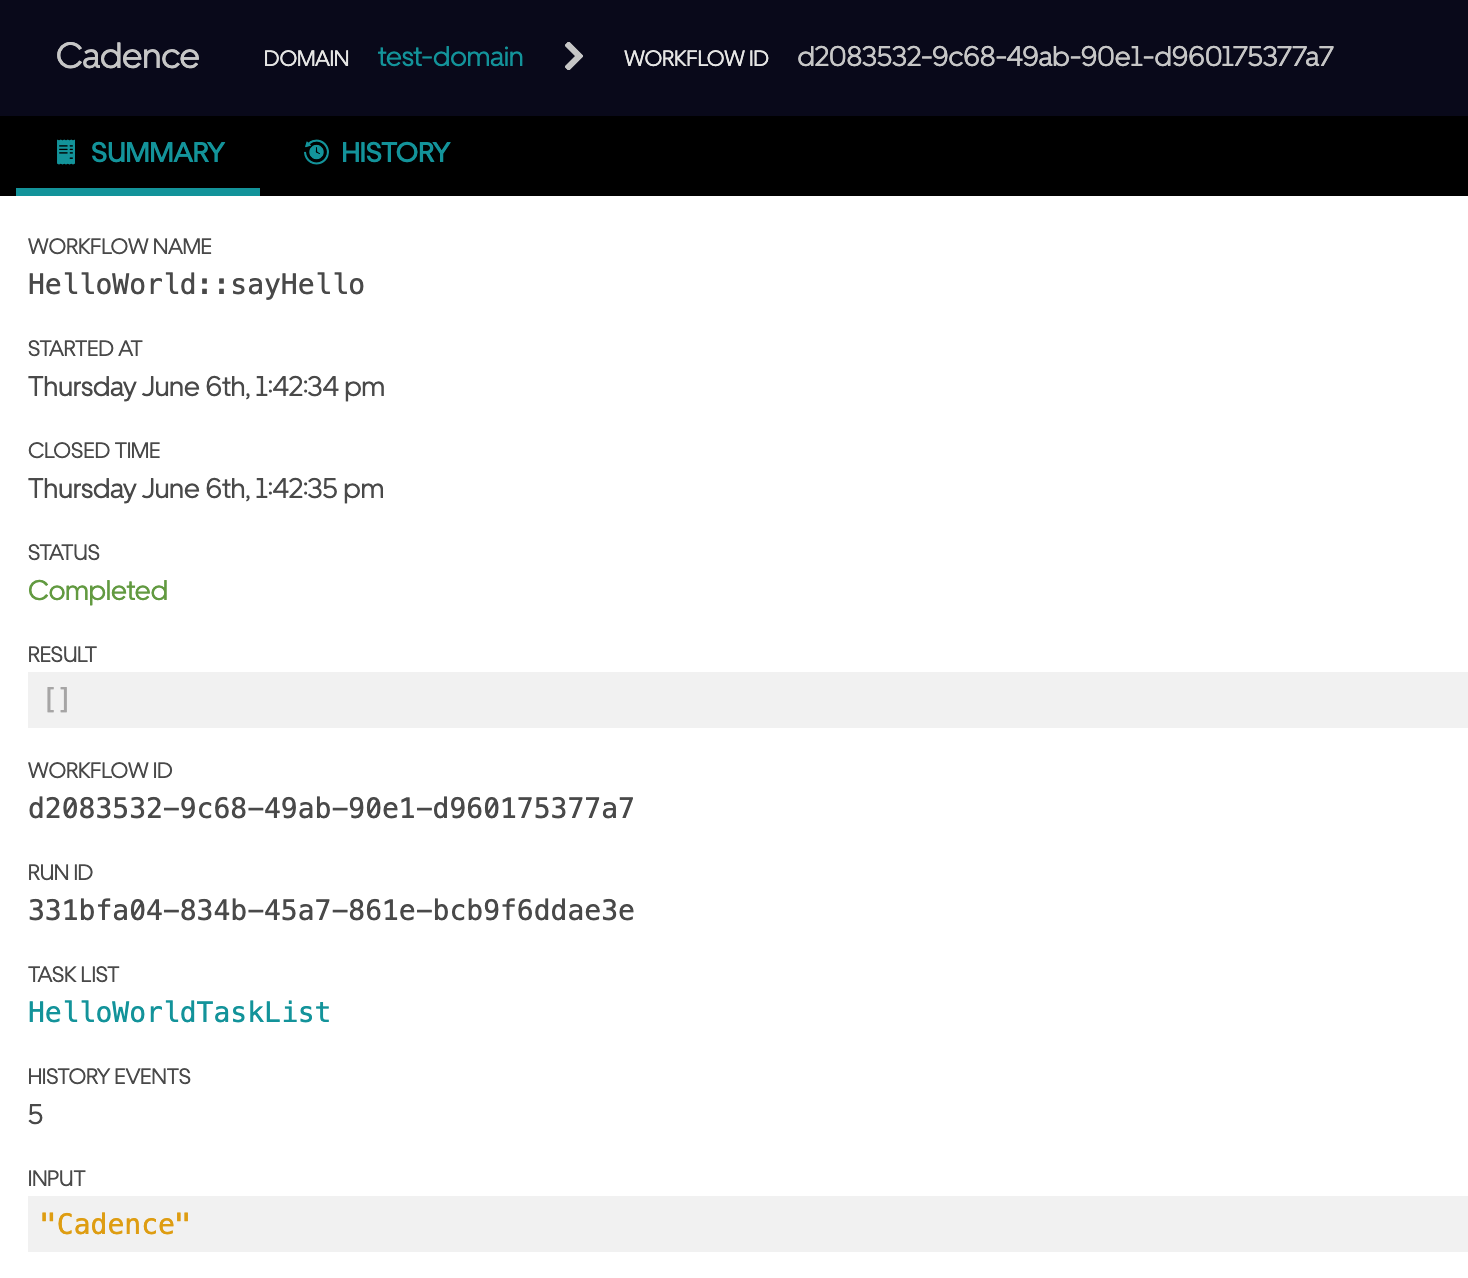 Cadence DOMAIN test-domain WORKFLOW ID d2083532-9c68-49ab-90e1-d960175377a7
SUMMARY HISTORY
WORKFLOW NAME
HelloWorld::sayHello
STARTED AT
Thursday June 6th, 1:42:34 pm
CLOSED TIME
Thursday June 6th, 1:42:35 pm
STATUS
Completed
RESULT
[]
WORKFLOW ID
d2083532-9c68-49ab-90e1-d960175377a7
RUN ID
331bfa04-834b-45a7-861e-bcb9f6ddae3e
TASK LIST
HelloWorldTaskList
HISTORY EVENTS
5
INPUT
"Cadence"